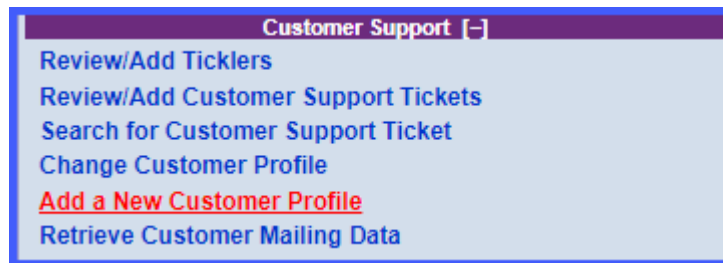 Customer Support [–]
Review/Add Ticklers
Review/Add Customer Support Tickets
Search for Customer Support Ticket
Change Customer Profile
Add a New Customer Profile
Retrieve Customer Mailing Data